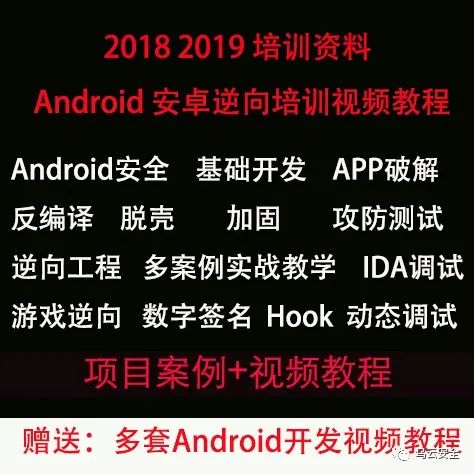 2018 2019 培训资料
Android 安卓逆向培训视频教程
Android安全 基础开发 APP破解
反编译 脱壳 加固 攻防测试
逆向工程 多案例实战教学 IDA调试
游戏逆向 数字签名 Hook 动态调试
项目案例+视频教程
赠送：多套Android开发视频教程
乌云安全